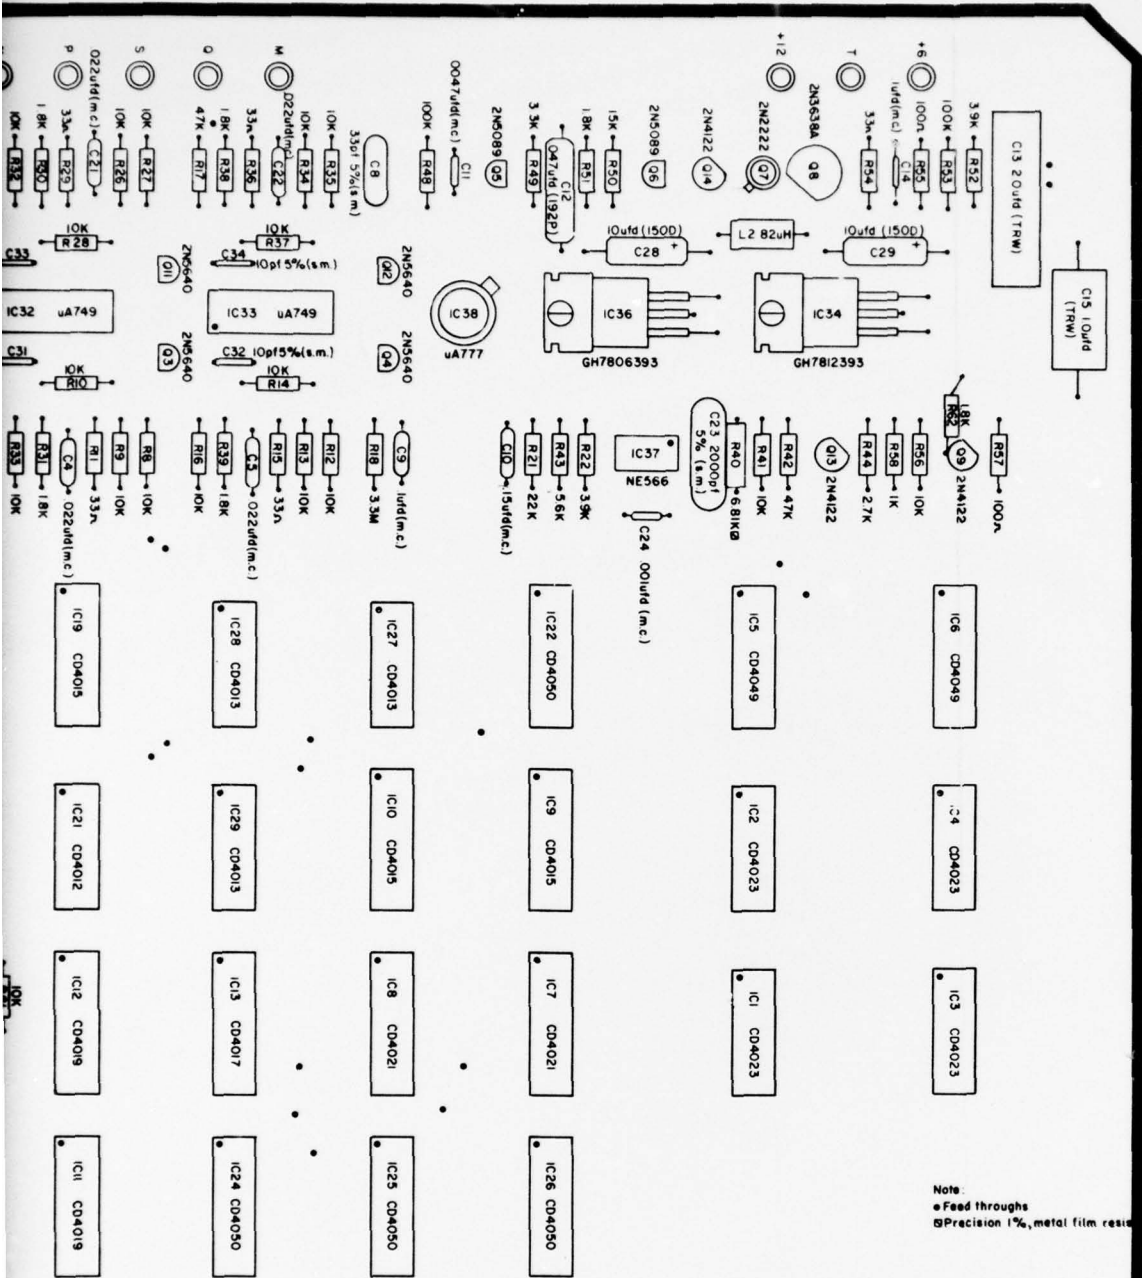 P
S
Q
M
+12
T
+6
10K
R32
1.8K
R30
33n
R29
.022ufd(m.c.)
C21
10K
R26
10K
R27
47K
R17
1.8K
R38
33n
R36
.022ufd(m.c.)
C22
10K
R34
10K
R35
33pf 5%(s.m)
C8
100K
R48
.0047ufd(m.c.)
C11
2N5089
Q5
3.3K
R49
.047ufd (192P)
C12
1.8K
R51
15K
R50
2N5089
Q6
2N4122
Q14
2N2222
Q7
2N3638A
Q8
33n
R54
.1ufd(m.c.)
C14
100n
R55
100K
R53
3.9K
R52
C13 2.0ufd (TRW)
C15 1.0ufd
(TRW)
C33
10K
R28
2N5640
Q11
10K
R37
C34
10pf 5%(s.m.)
2N5640
Q12
10ufd (150D)
C28 +
L2 82uH
10ufd (150D)
C29 +
IC32 uA749
IC33 uA749
IC38
uA777
IC36
GH7806393
IC34
GH7812393
C31
10K
R10
2N5640
Q3
C32 10pf5%(s.m.)
10K
R14
2N5640
Q4
R33
10K
R31
1.8K
C4
.022ufd(m.c.)
R11
33n
R9
10K
R8
10K
R16
10K
R39
1.8K
C5
.022ufd(m.c.)
R15
33n
R13
10K
R12
10K
R18
3.3M
C9
.1ufd(m.c.)
C10
.15ufd(m.c.)
R21
22K
R43
5.6K
R22
3.9K
IC37
NE566
C24 .001ufd (m.c.)
C23 2000pf
5% (s.m)
R40
6.81K⊘
R41
10K
R42
47K
Q13
2N4122
R44
2.7K
R58
1K
R56
10K
1.8K
R62
Q9
2N4122
R57
100n
IC19 CD4015
IC28 CD4013
IC27 CD4013
IC22 CD4050
IC5 CD4049
IC6 CD4049
IC21 CD4012
IC29 CD4013
IC10 CD4015
IC9 CD4015
IC2 CD4023
IC4 CD4023
10K
IC12 CD4019
IC13 CD4017
IC8 CD4021
IC7 CD4021
IC1 CD4023
IC3 CD4023
IC11 CD4019
IC24 CD4050
IC25 CD4050
IC26 CD4050
Note:
● Feed throughs
⊘Precision 1%, metal film resis